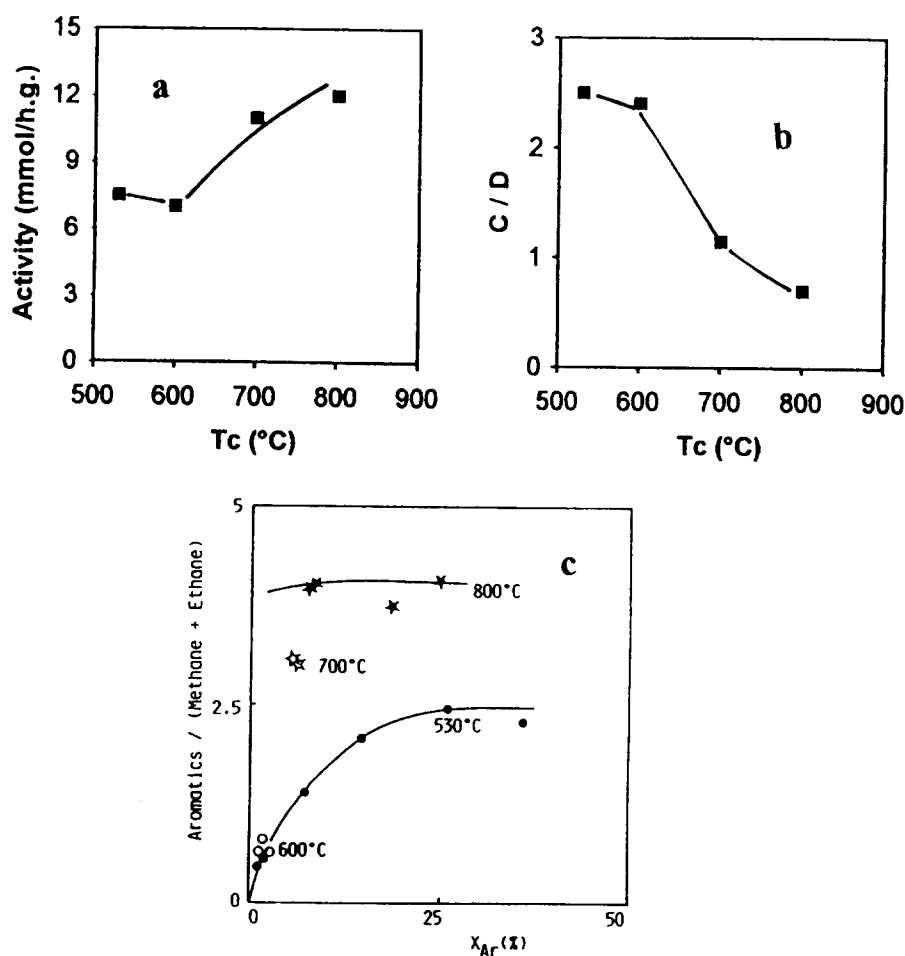 15
12
9
6
3
0
Activity (mmol/h.g.)
a
500 600 700 800 900
Tc (°C)
3
2
1
0
C / D
b
500 600 700 800 900
Tc (°C)
5
2.5
0
Aromatics / (Methane + Ethane)
c
800°C
700°C
530°C
600°C
0 25 50
XAr(%)